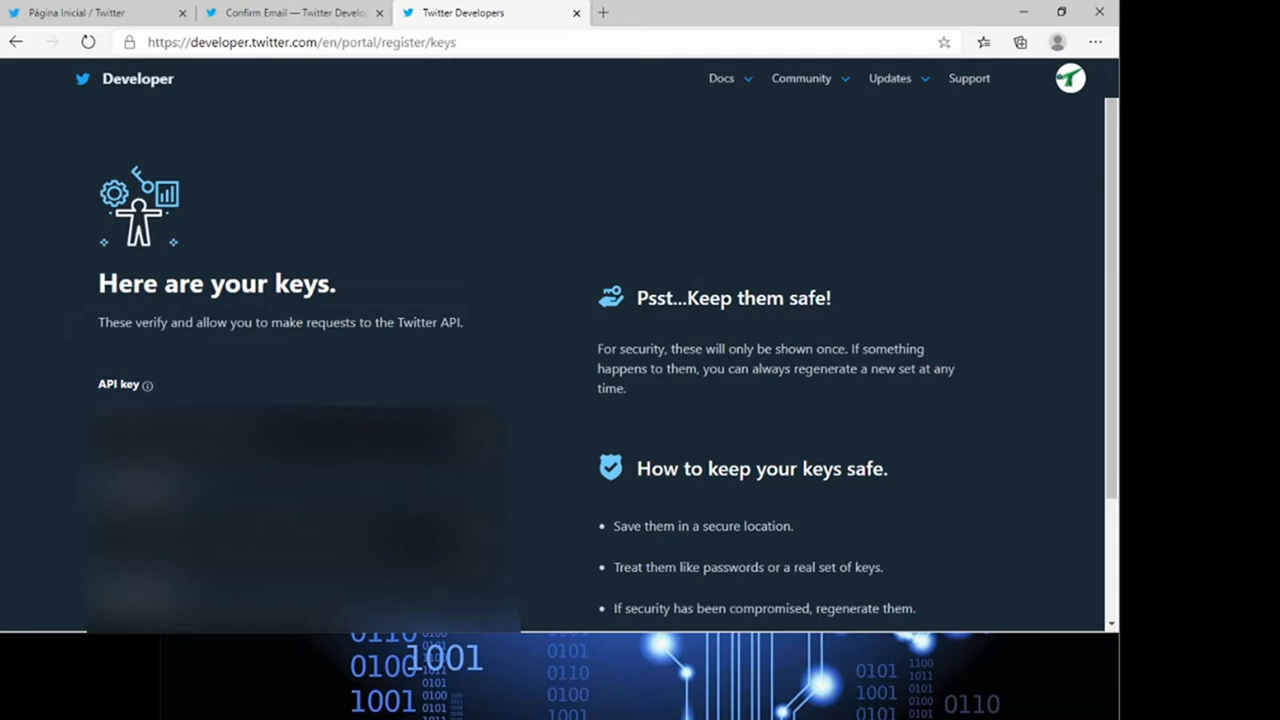 Página Inicial / Twitter
Confirm Email — Twitter Develo
Twitter Developers
https://developer.twitter.com/en/portal/register/keys
Developer
Docs
Community
Updates
Support
Here are your keys.
These verify and allow you to make requests to the Twitter API.
API key
Psst...Keep them safe!
For security, these will only be shown once. If something
happens to them, you can always regenerate a new set at any
time.
How to keep your keys safe.
Save them in a secure location.
Treat them like passwords or a real set of keys.
If security has been compromised, regenerate them.
0110
0100
1001
0100
1001
0101
0110
0100
0101
1001
0101
1100
1011
0110